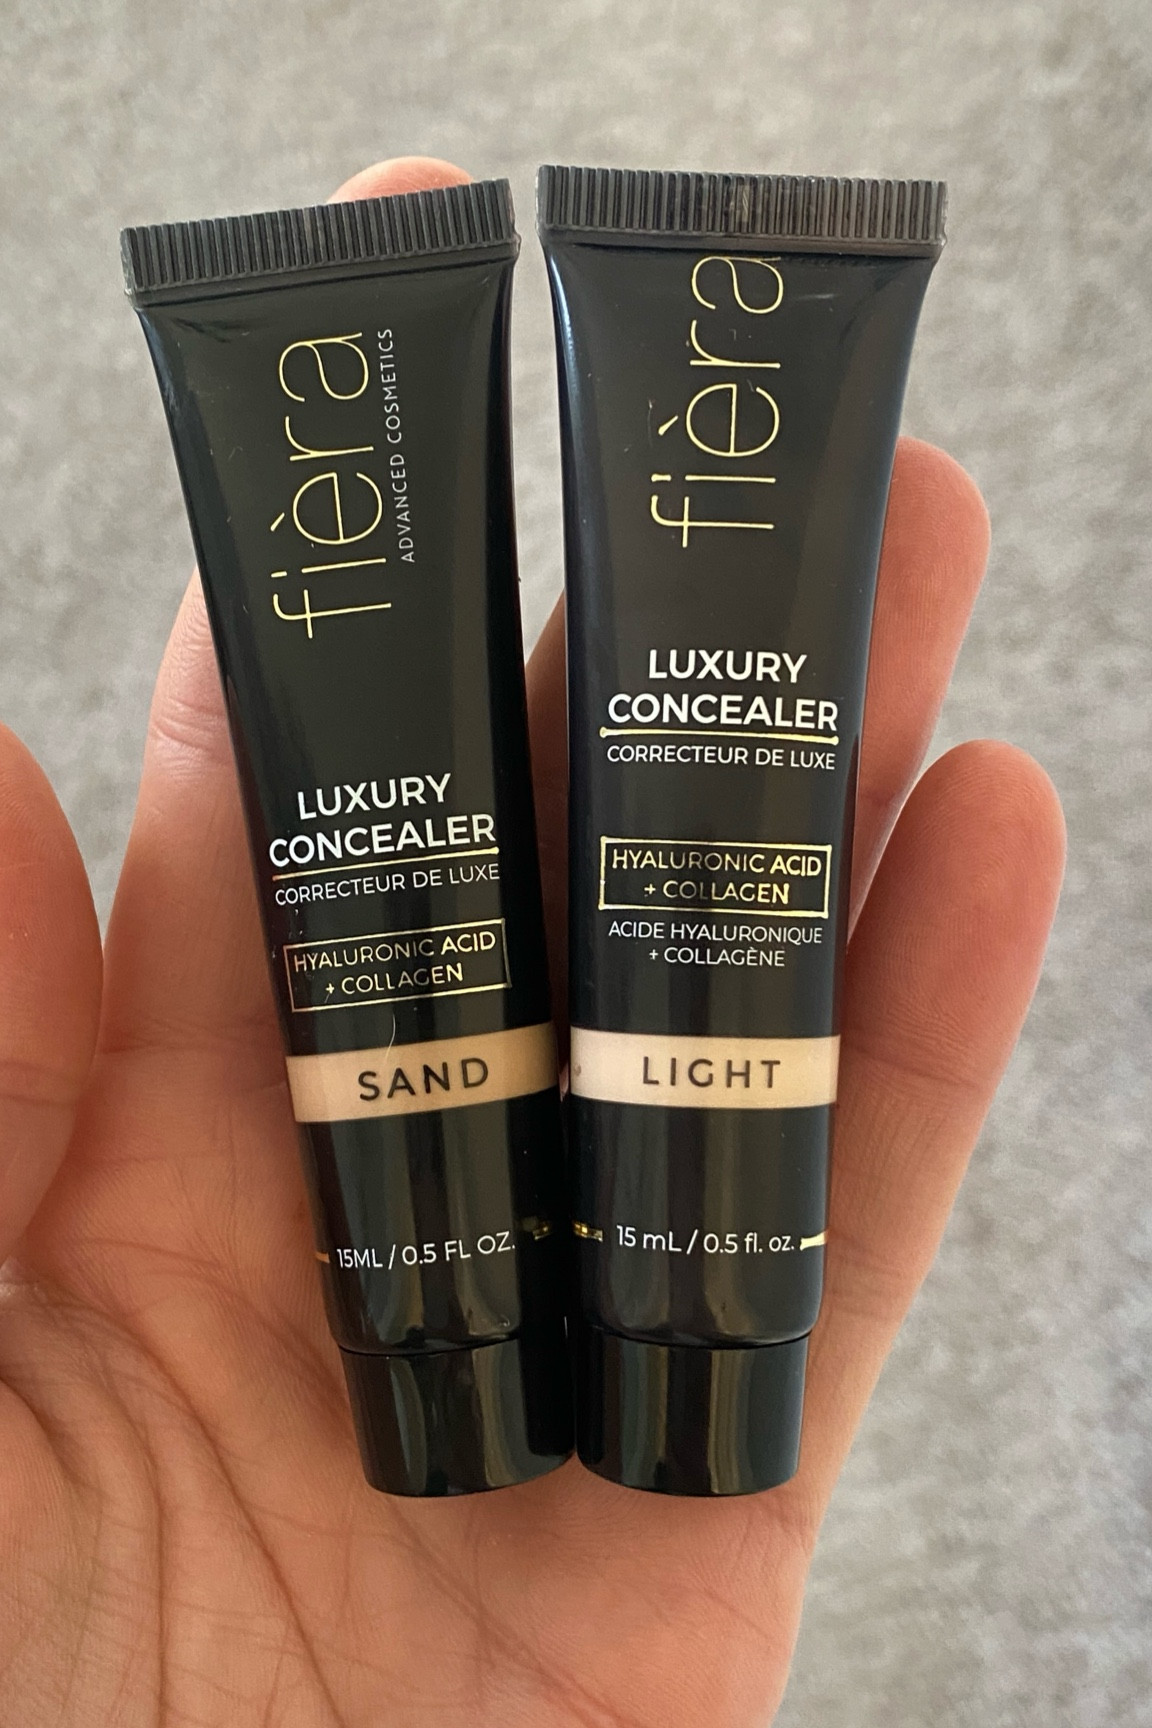 fièra
ADVANCED COSMETICS
LUXURY
CONCEALER
CORRECTEUR DE LUXE
HYALURONIC ACID
+ COLLAGEN
SAND
15ML / 0.5 FL OZ.
fièra
LUXURY
CONCEALER
CORRECTEUR DE LUXE
HYALURONIC ACID
+ COLLAGEN
ACIDE HYALURONIQUE
+ COLLAGÈNE
LIGHT
15 mL / 0.5 fl. oz.